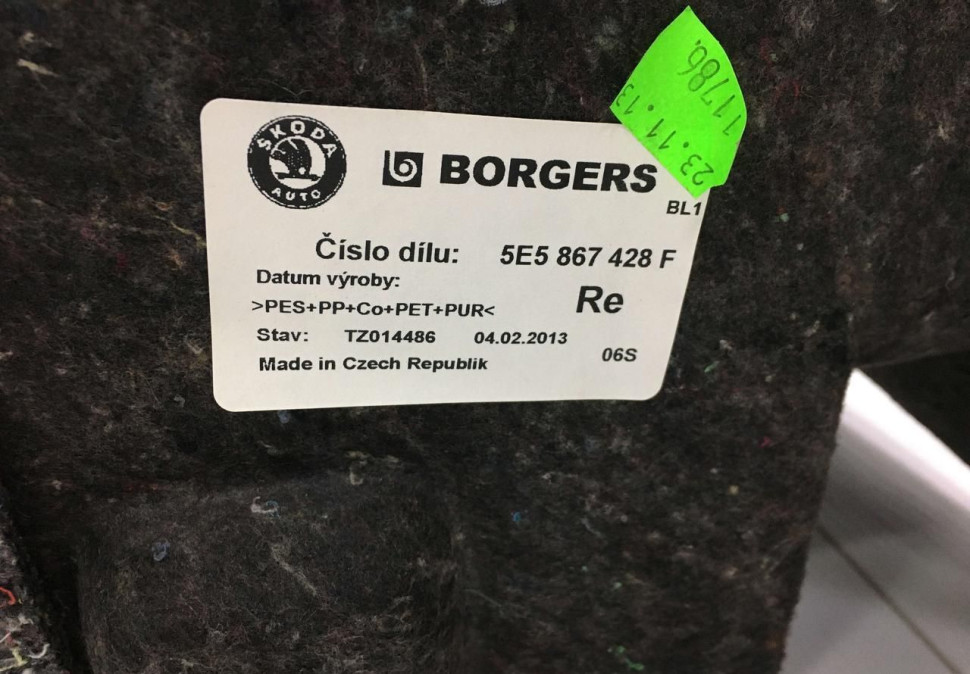 ŠKODA
AUTO
BORGERS
BL1
Číslo dílu: 5E5 867 428 F
Datum výroby:
>PES+PP+Co+PET+PUR<
Re
Stav: TZ014486 04.02.2013
06S
Made in Czech Republik
23.11.13
11786.